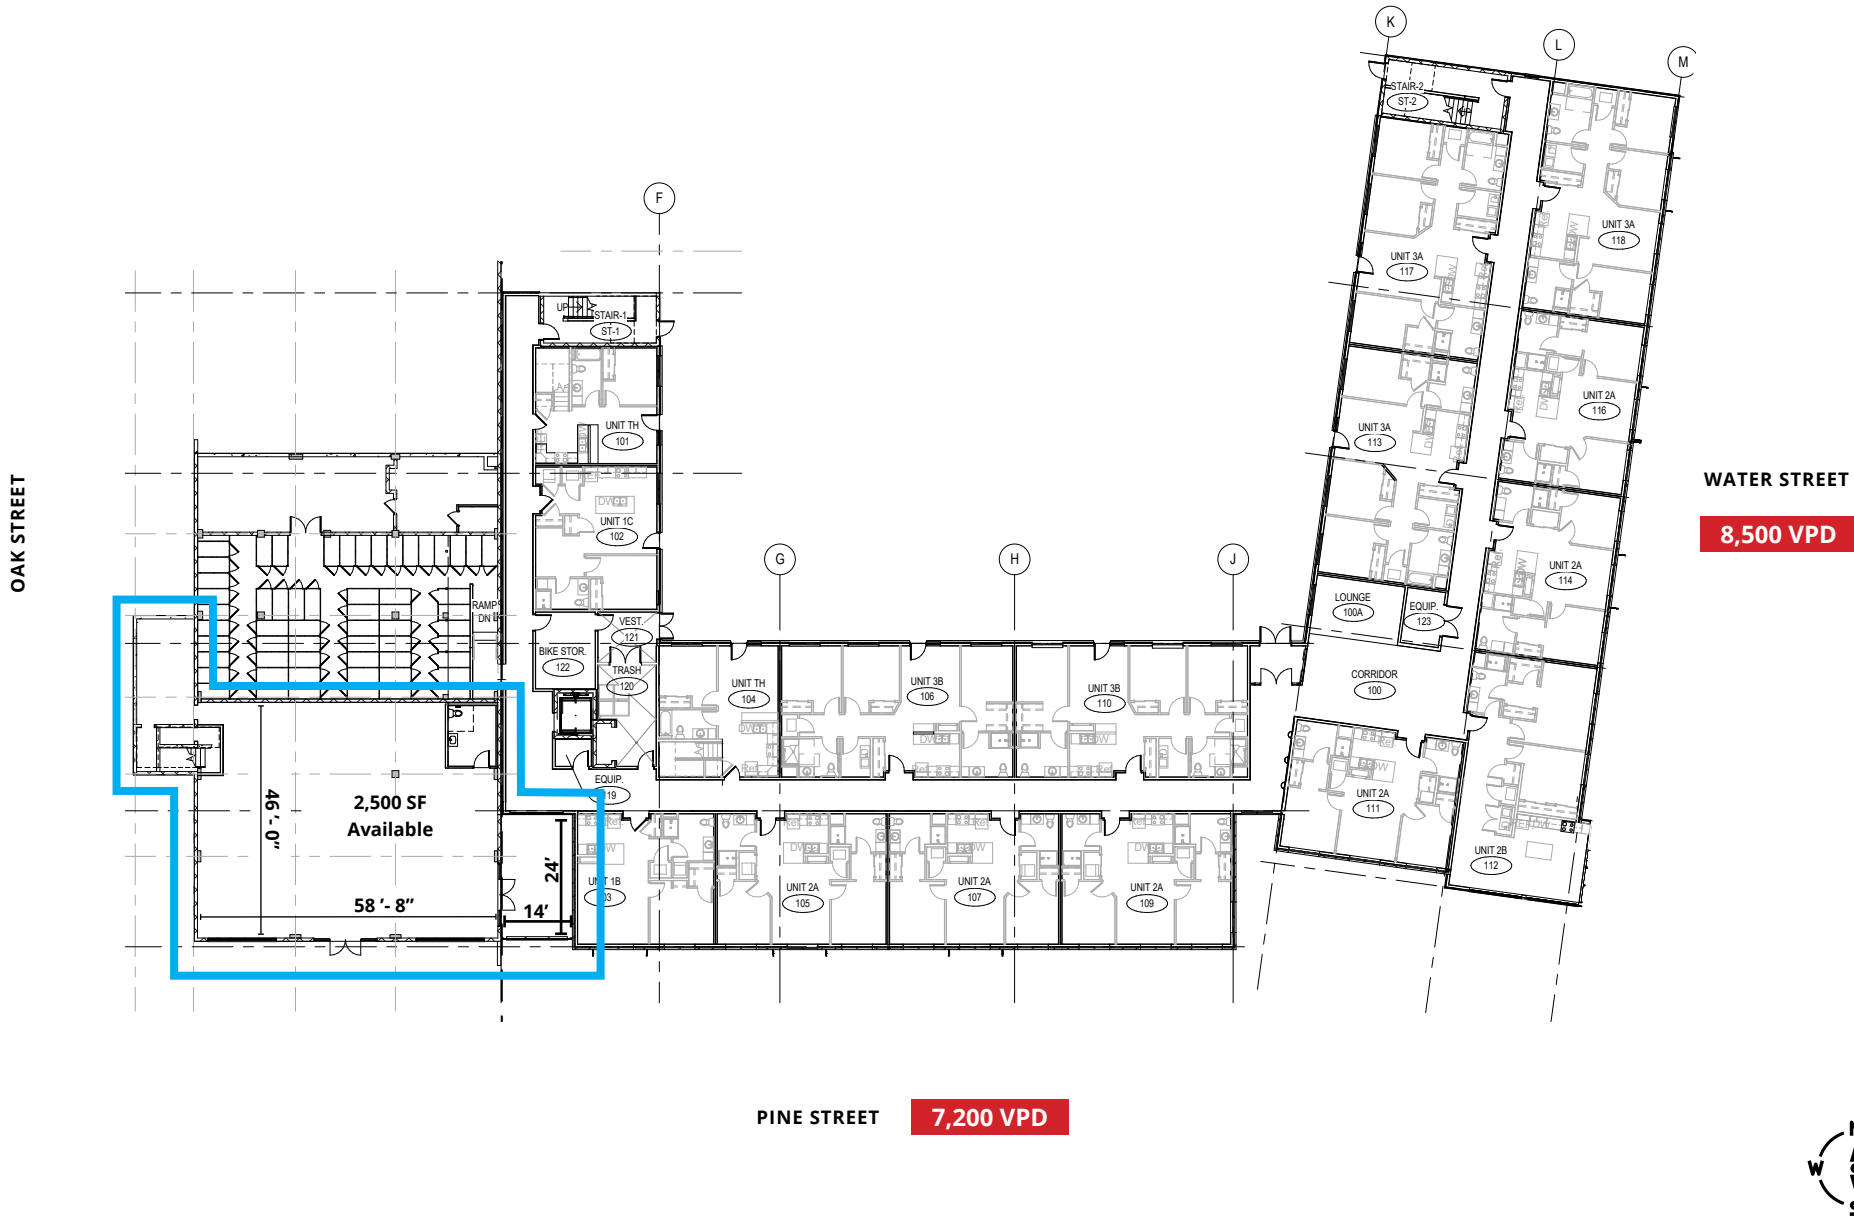 K
L
M
STAIR-2
ST-2
UP
STAIR-1
ST-1
F
UNIT 3A
118
UNIT 3A
117
UNIT 2A
116
UNIT TH
101
UNIT 3A
113
WATER STREET
8,500 VPD
OAK STREET
UNIT 1C
102
DW
G
H
J
UNIT 2A
114
RAMP
DN
LOUNGE
100A
EQUIP.
123
VEST.
121
BIKE STOR.
122
TRASH
120
UNIT TH
104
UNIT 3B
106
UNIT 3B
110
CORRIDOR
100
EQUIP.
119
2,500 SF
Available
46'- 0"
58 '- 8”
24'
14'
UNIT 1B
103
UNIT 2A
105
UNIT 2A
107
UNIT 2A
109
UNIT 2A
111
UNIT 2B
112
PINE STREET
7,200 VPD
W